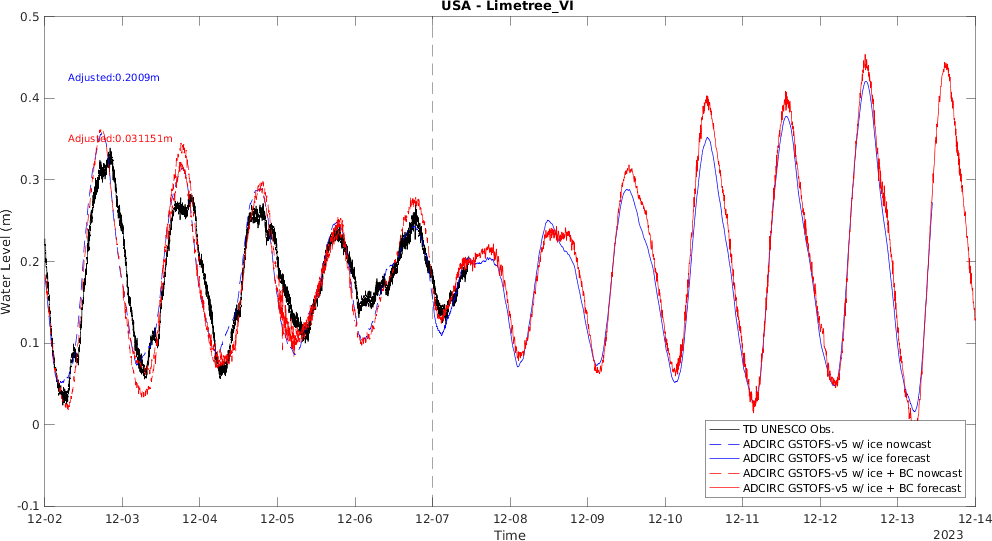 USA - Limetree_VI
0.5
Adjusted:0.2009m
0.4
Adjusted:0.031151m
0.3
0.2
0.1
0
-0.1
Water Level (m)
TD UNESCO Obs.
ADCIRC GSTOFS-v5 w/ ice nowcast
ADCIRC GSTOFS-v5 w/ ice forecast
ADCIRC GSTOFS-v5 w/ ice + BC nowcast
ADCIRC GSTOFS-v5 w/ ice + BC forecast
12-02 12-03 12-04 12-05 12-06 12-07 12-08 12-09 12-10 12-11 12-12 12-13 12-14
Time
2023